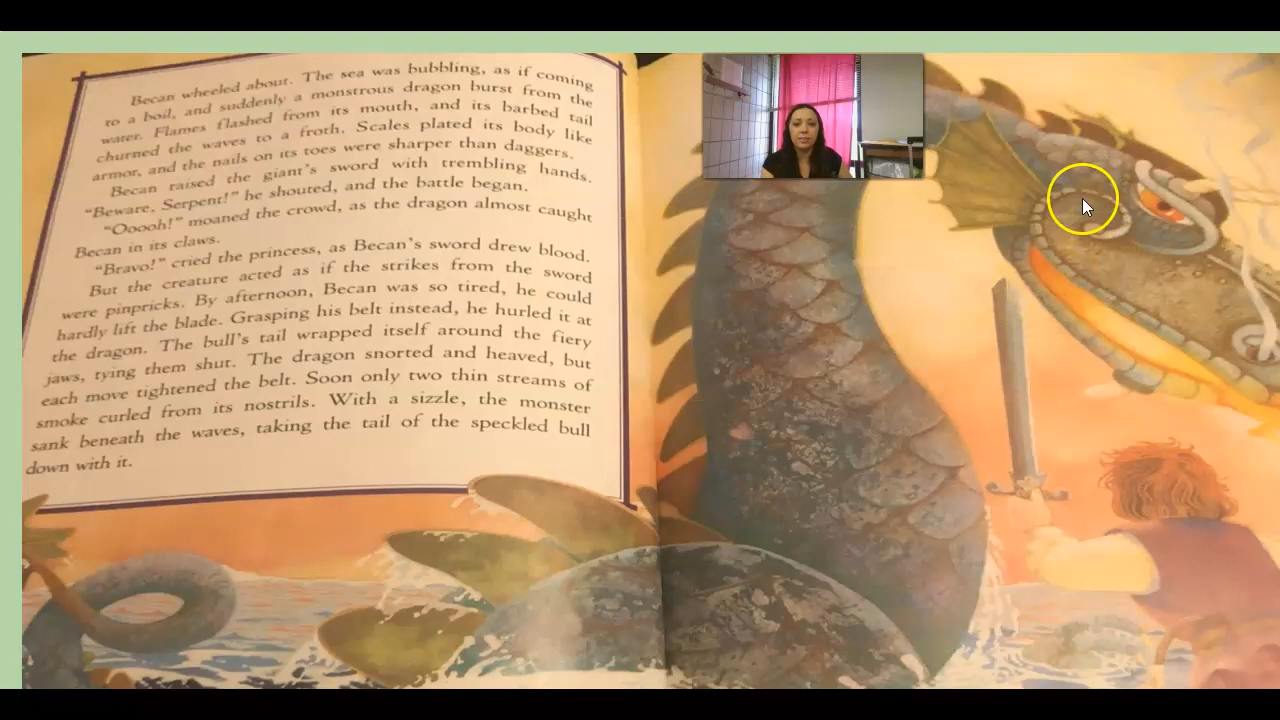 Becan wheeled about. The sea was bubbling, as if coming
to a boil, and suddenly a monstrous dragon burst from the
water. Flames flashed from its mouth, and its barbed tail
churned the waves to a froth. Scales plated its body like
armor, and the nails on its toes were sharper than daggers.
Becan raised the giant's sword with trembling hands.
"Beware, Serpent!" he shouted, and the battle began.
"Ooooh!" moaned the crowd, as the dragon almost caught
Becan in its claws.
"Bravo!" cried the princess, as Becan's sword drew blood.
But the creature acted as if the strikes from the sword
were pinpricks. By afternoon, Becan was so tired, he could
hardly lift the blade. Grasping his belt instead, he hurled it at
the dragon. The bull's tail wrapped itself around the fiery
jaws, tying them shut. The dragon snorted and heaved, but
each move tightened the belt. Soon only two thin streams of
smoke curled from its nostrils. With a sizzle, the monster
sank beneath the waves, taking the tail of the speckled bull
down with it.